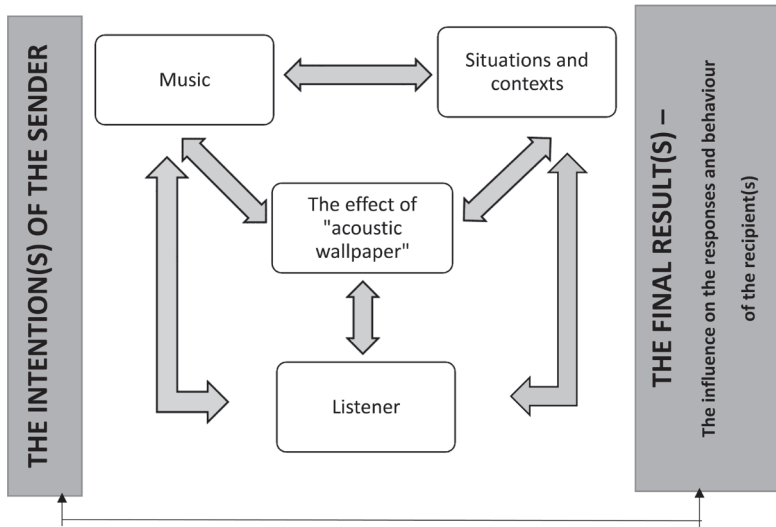 THE INTENTION(S) OF THE SENDER
Music
Situations and
contexts
The effect of
"acoustic
wallpaper"
Listener
THE FINAL RESULT(S) –
The influence on the responses and behaviour
of the recipient(s)